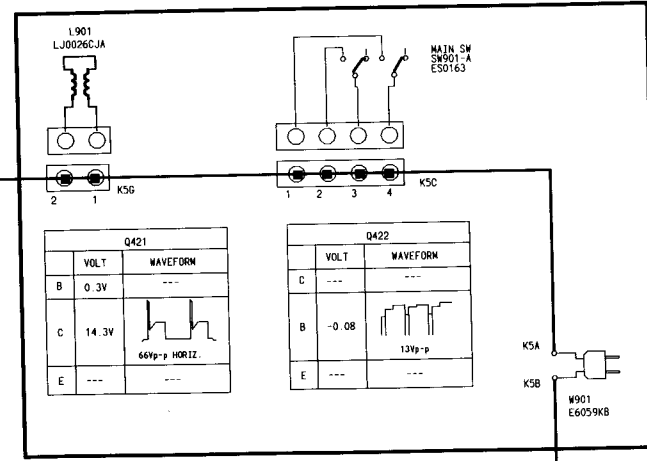 L901
LJ0026CJA
MAIN SW
SW901-A
ES0163
2 1 K5G
1 2 3 4 K5C
Q421
VOLT WAVEFORM
B 0.3V ---
C 14.3V
66Vp-p HORIZ.
E --- ---
Q422
VOLT WAVEFORM
C --- ---
B -0.08
13Vp-p
E --- ---
K5A
K5B
W901
E6059KB